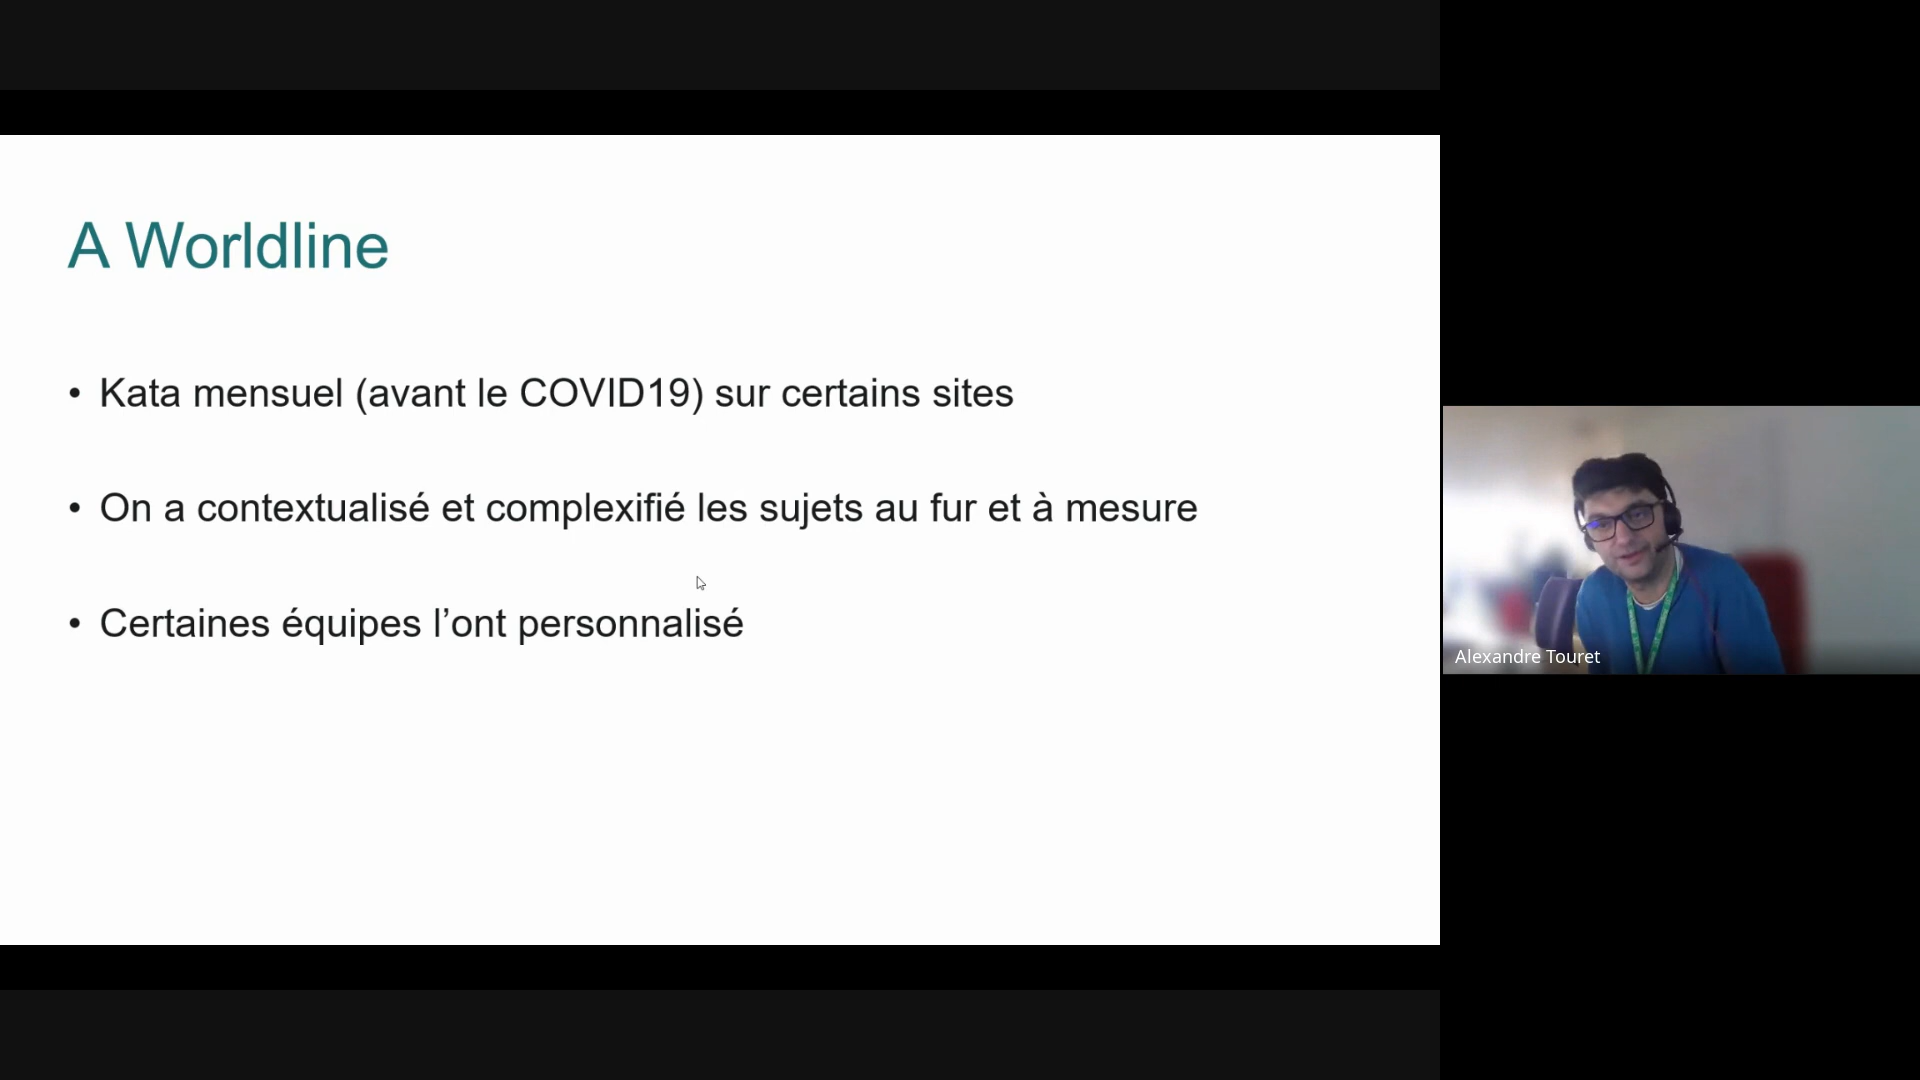 A Worldline
• Kata mensuel (avant le COVID19) sur certains sites
• On a contextualisé et complexifié les sujets au fur et à mesure
• Certaines équipes l’ont personnalisé
Alexandre Touret